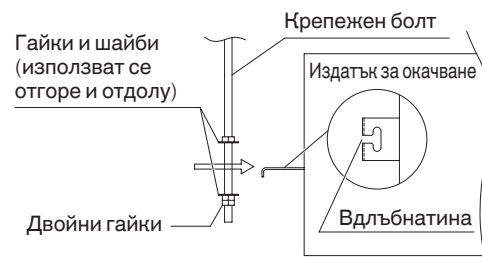 Крепежен болт
Гайки и шайби
(използват се
отгоре и отдолу)
Издатък за окачване
Двойни гайки
Вдлъбнатина